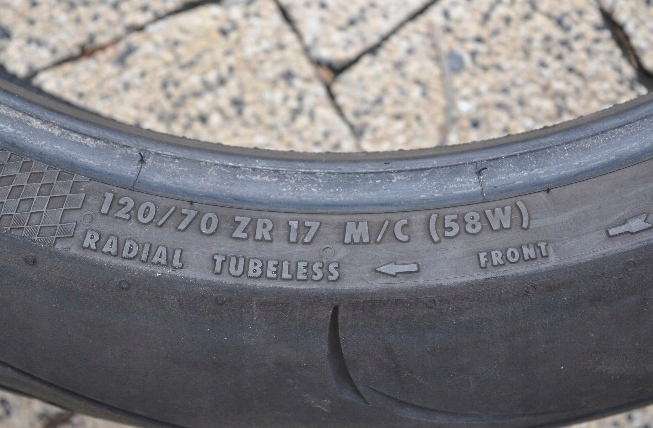 120/70 ZR 17 M/C (58W)
RADIAL TUBELESS FRONT